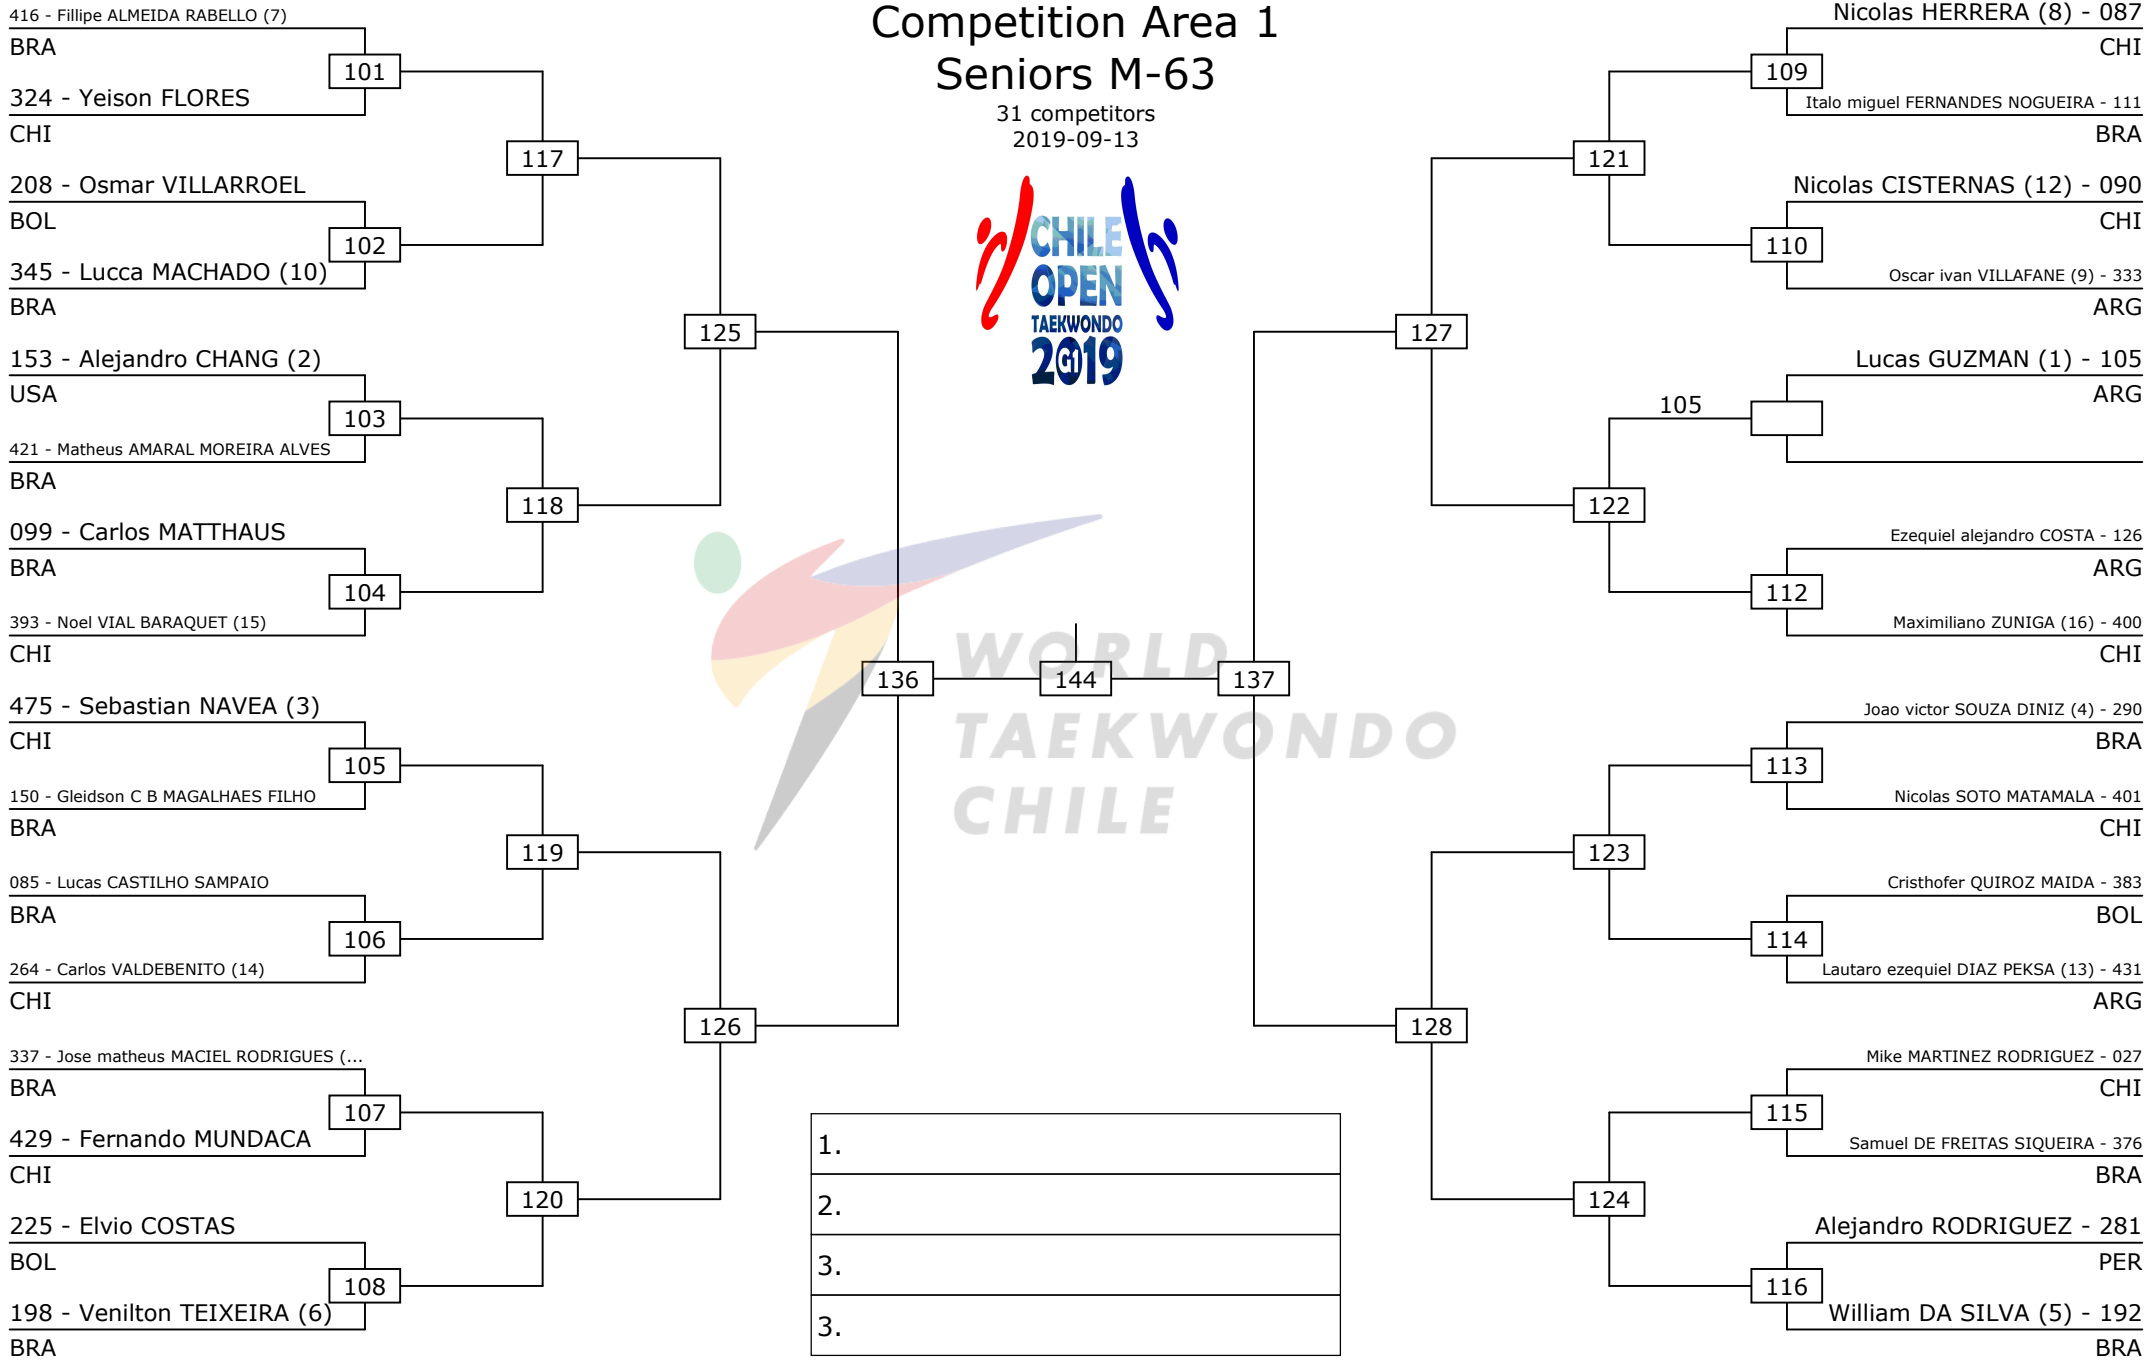 Competition Area 1
Seniors M-63
31 competitors
2019-09-13
CHILE
OPEN
TAEKWONDO
2019
G1
416 - Fillipe ALMEIDA RABELLO (7)
BRA
101
324 - Yeison FLORES
CHI
117
208 - Osmar VILLARROEL
BOL
102
345 - Lucca MACHADO (10)
BRA
125
153 - Alejandro CHANG (2)
USA
103
421 - Matheus AMARAL MOREIRA ALVES
BRA
118
099 - Carlos MATTHAUS
BRA
104
393 - Noel VIAL BARAQUET (15)
CHI
136
475 - Sebastian NAVEA (3)
CHI
105
150 - Gleidson C B MAGALHAES FILHO
BRA
119
085 - Lucas CASTILHO SAMPAIO
BRA
106
264 - Carlos VALDEBENITO (14)
CHI
126
337 - Jose matheus MACIEL RODRIGUES (...
BRA
107
429 - Fernando MUNDACA
CHI
120
225 - Elvio COSTAS
BOL
108
198 - Venilton TEIXEIRA (6)
BRA
144
WORLD
TAEKWONDO
CHILE
Nicolas HERRERA (8) - 087
CHI
109
Italo miguel FERNANDES NOGUEIRA - 111
BRA
121
Nicolas CISTERNAS (12) - 090
CHI
110
Oscar ivan VILLAFANE (9) - 333
ARG
127
Lucas GUZMAN (1) - 105
ARG
105
122
Ezequiel alejandro COSTA - 126
ARG
112
Maximiliano ZUNIGA (16) - 400
CHI
137
Joao victor SOUZA DINIZ (4) - 290
BRA
113
Nicolas SOTO MATAMALA - 401
CHI
123
Cristhofer QUIROZ MAIDA - 383
BOL
114
Lautaro ezequiel DIAZ PEKSA (13) - 431
ARG
128
Mike MARTINEZ RODRIGUEZ - 027
CHI
115
Samuel DE FREITAS SIQUEIRA - 376
BRA
124
Alejandro RODRIGUEZ - 281
PER
116
William DA SILVA (5) - 192
BRA
1.
2.
3.
3.